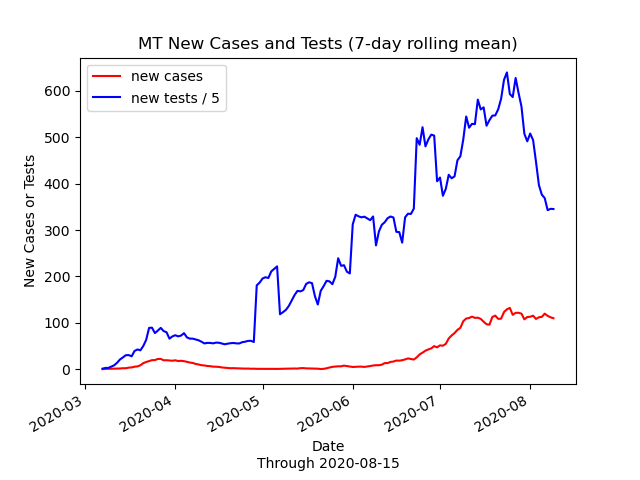 MT New Cases and Tests (7-day rolling mean)
new cases
new tests / 5
New Cases or Tests
600
500
400
300
200
100
0
2020-03
2020-04
2020-05
2020-06
2020-07
2020-08
Date
Through 2020-08-15